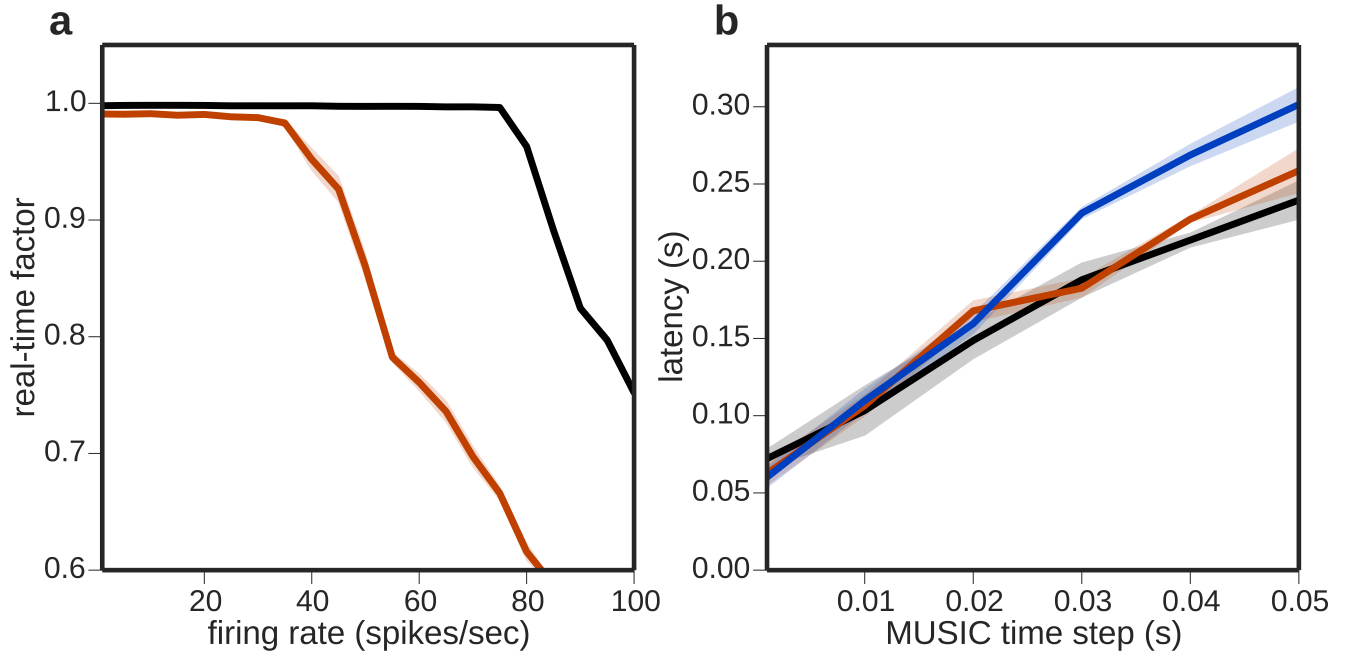 a
1.0
0.9
0.8
0.7
0.6
real-time factor
20 40 60 80 100
firing rate (spikes/sec)
b
0.30
0.25
0.20
0.15
0.10
0.05
0.00
latency (s)
0.01 0.02 0.03 0.04 0.05
MUSIC time step (s)